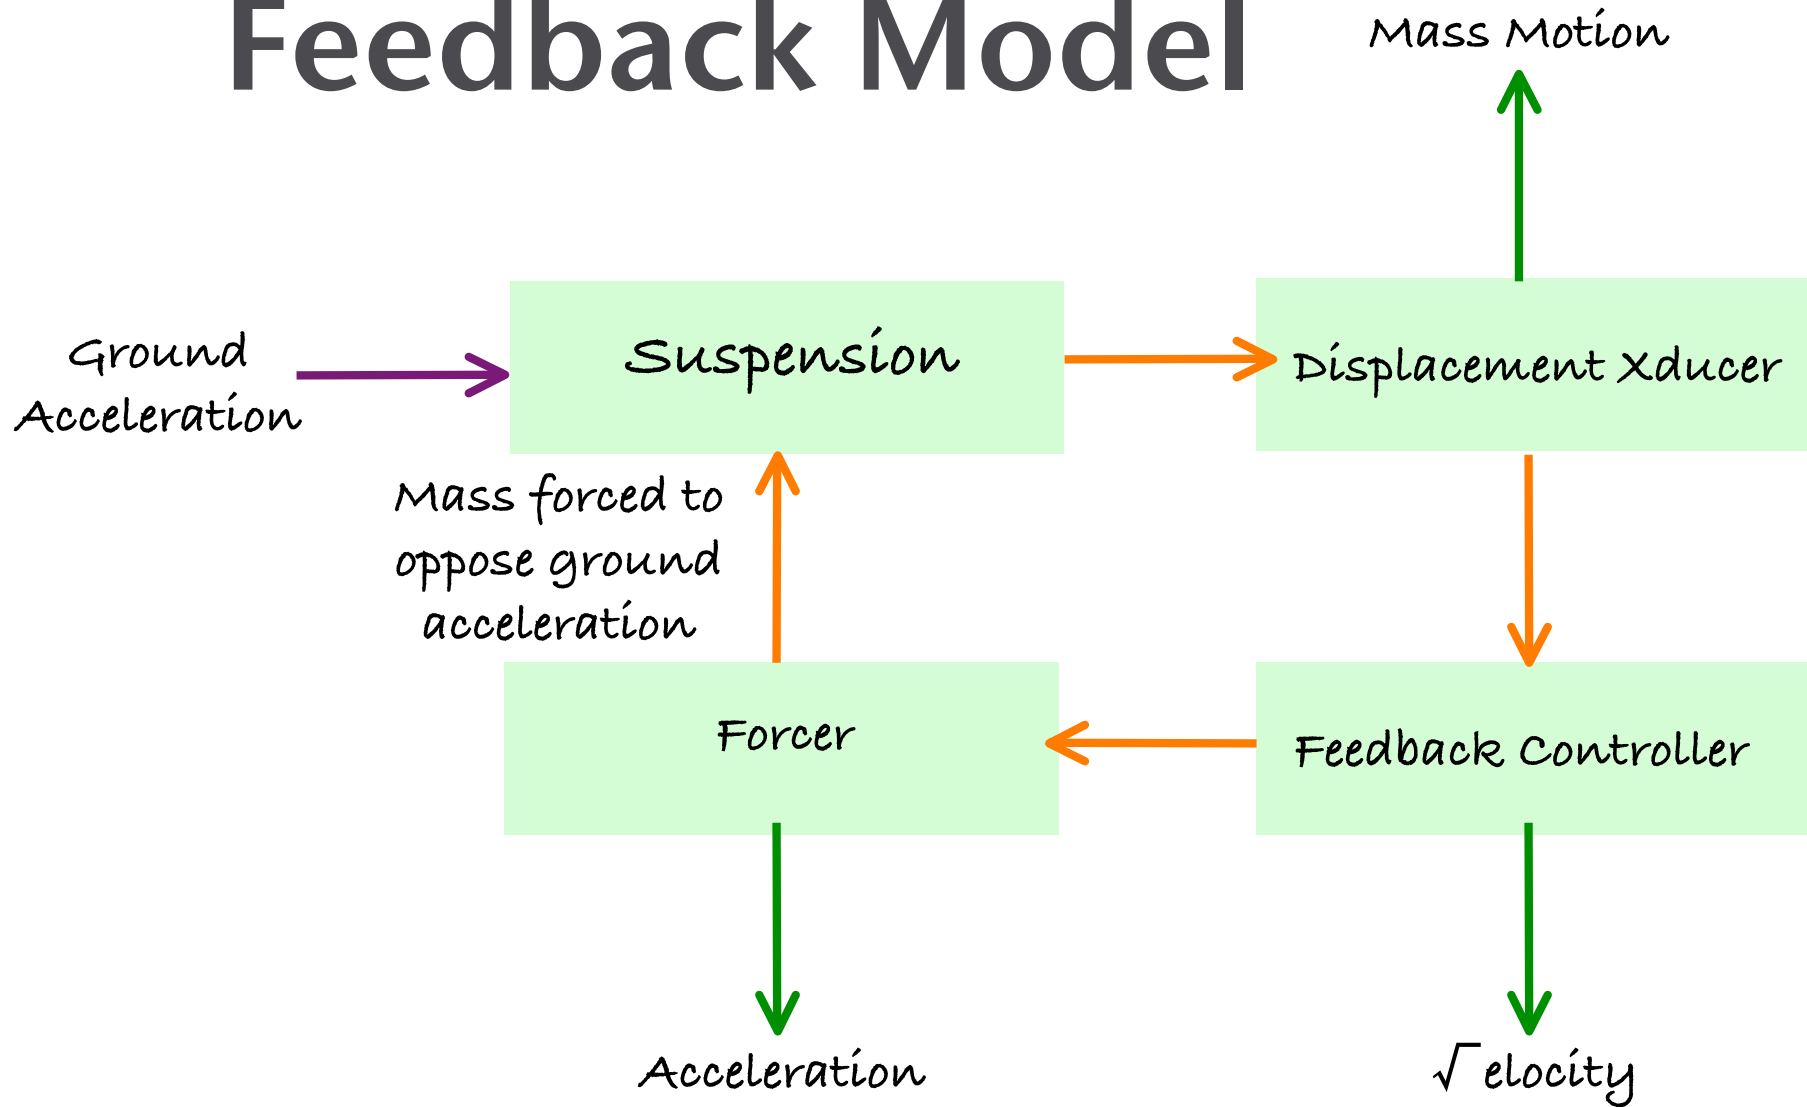 Feedback Model
Mass Motion
Ground
Acceleration
Suspension
Displacement Xducer
Mass forced to
oppose ground
acceleration
Forcer
Feedback Controller
Acceleration
√elocity